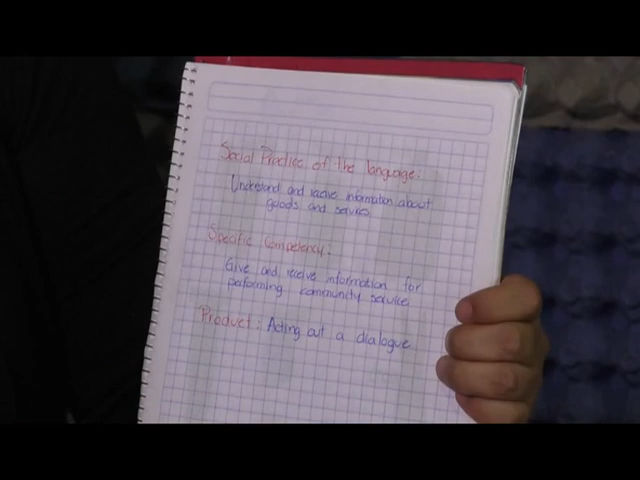 Social Practice of the language.
Understand and receive information about
goods and services
Specific Competency.
Give and receive information for
performing community service
Product: Acting out a dialogue